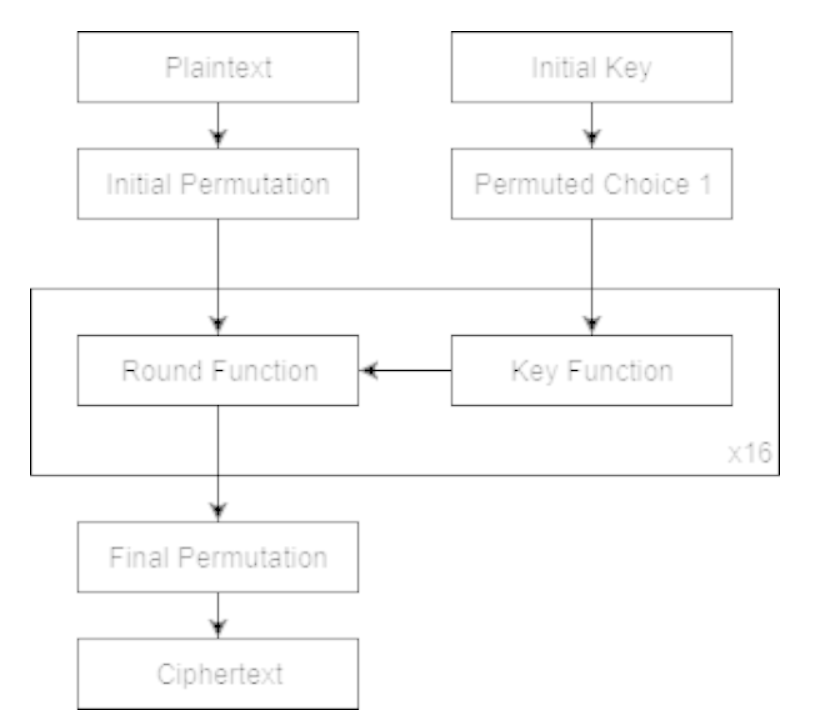 Plaintext
Initial Key
Initial Permutation
Permuted Choice 1
Round Function
Key Function
x16
Final Permutation
Ciphertext